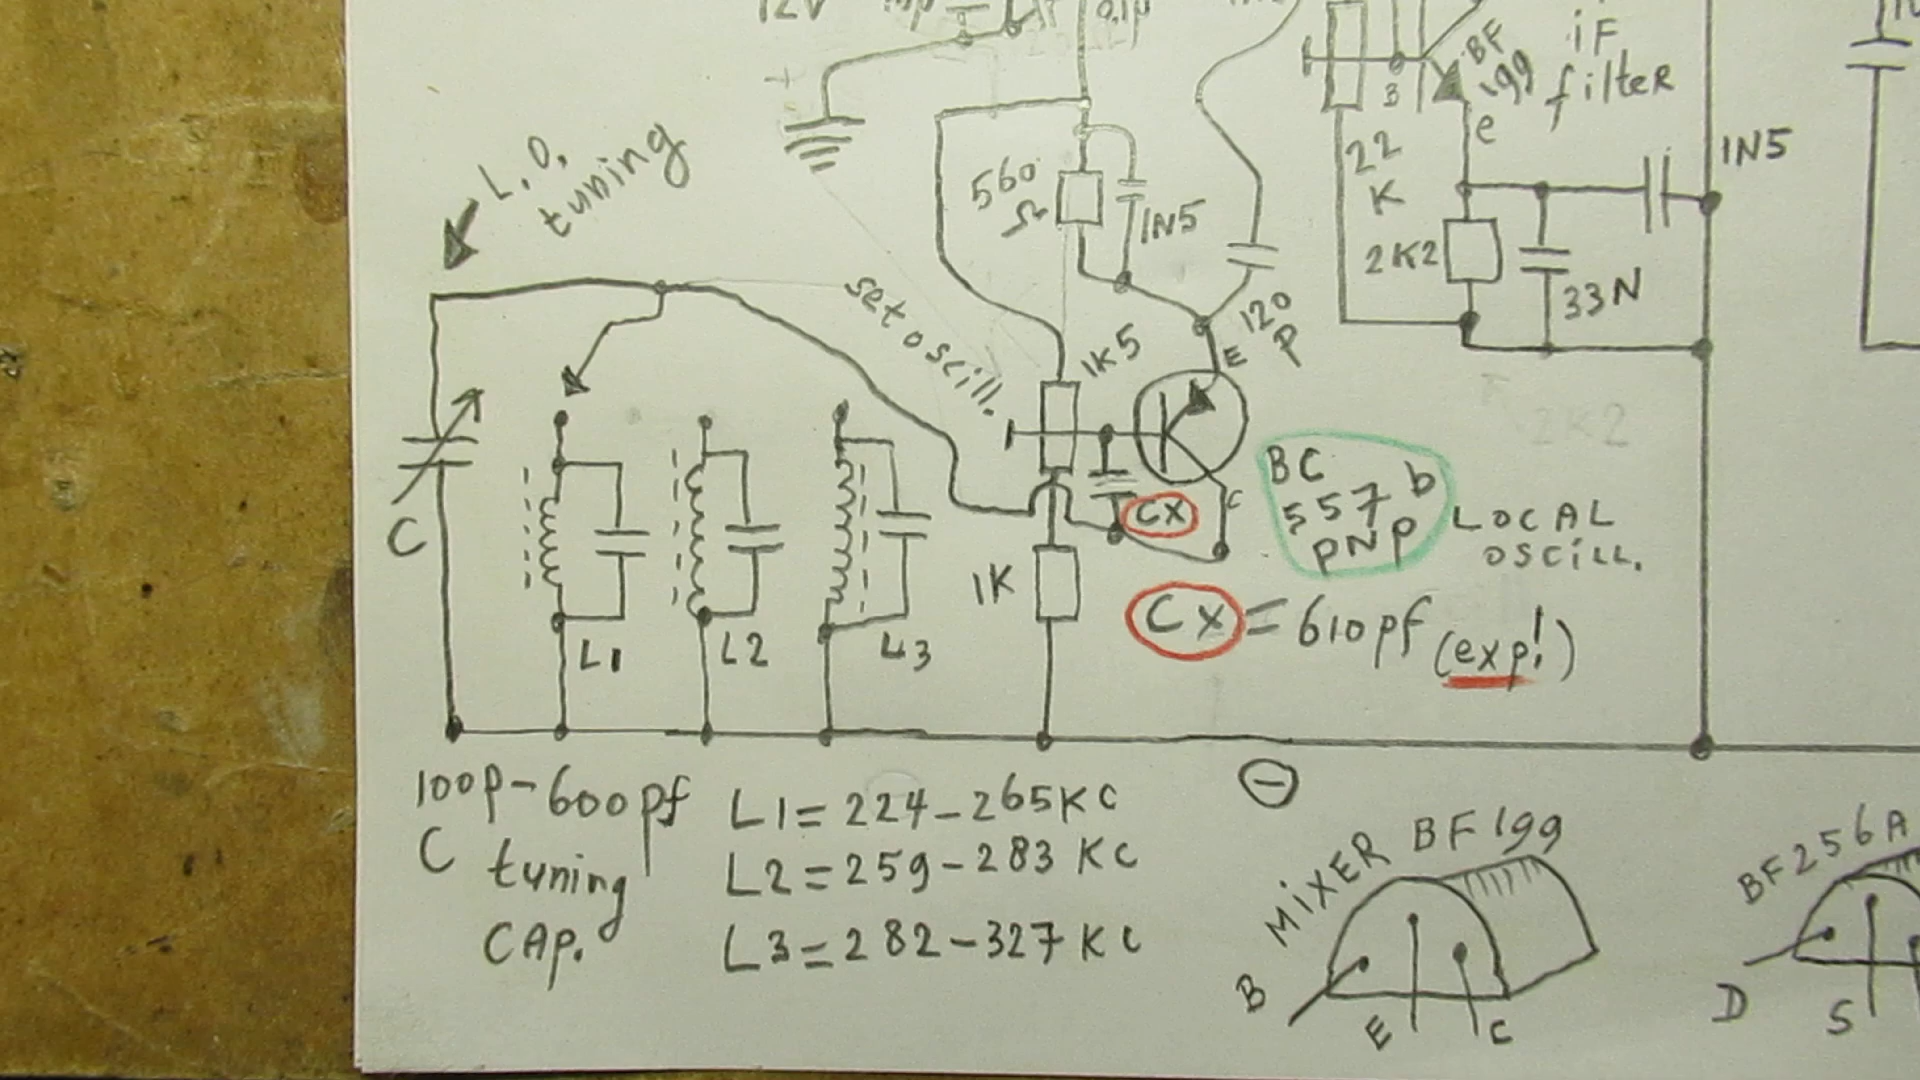 12V
0,1µ
+
L.O.
tuning
560
Ω
1N5
set oscill.
1K5
120
P
E
C
CX
1K
BC
557 b
PNP
LOCAL
OSCILL.
CX = 610pf (exp!)
BF
199
iF
filter
B
e
22
K
2K2
33N
1N5
2K2
C
L1
L2
L3
−
100p-600pf
C tuning
CAP.
L1=224-265KC
L2=259-283 KC
L3=282-327 KC
MiXER BF199
B
E
C
BF256A
D
S